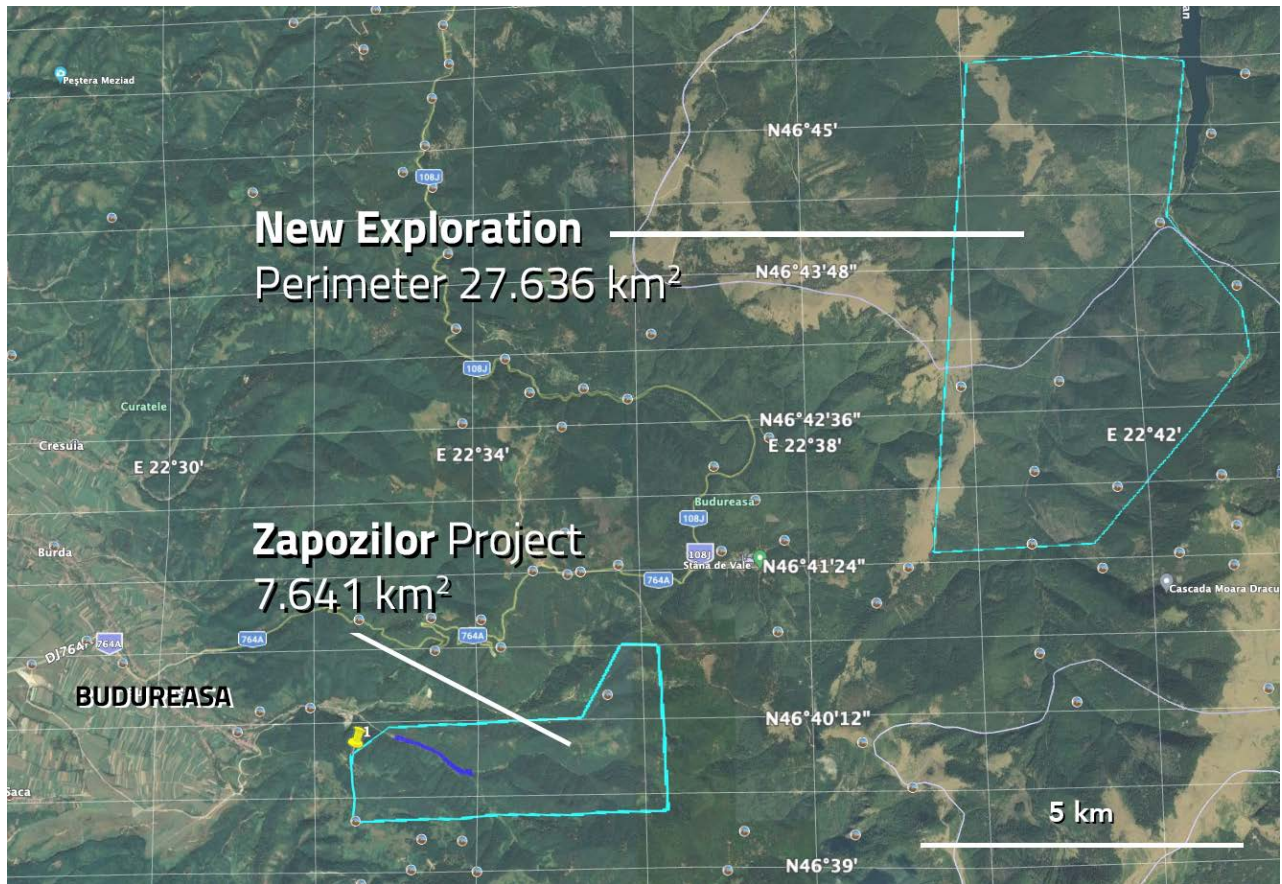 an
Peştera Meziad
N46°45'
108J
New Exploration
Perimeter 27.636 km²
N46°43'48"
108J
Curatele
N46°42'36"
E 22°38'
E 22°42'
Cresuia
E 22°34'
E 22°30'
Budureasa
108J
Zapozilor Project
7.641 km²
Burda
108J
Stâna de Vale
N46°41'24"
764A
Cascada Moara Dracu
DJ764
764A
764A
764A
BUDUREASA
N46°40'12"
1
Saca
5 km
N46°39'